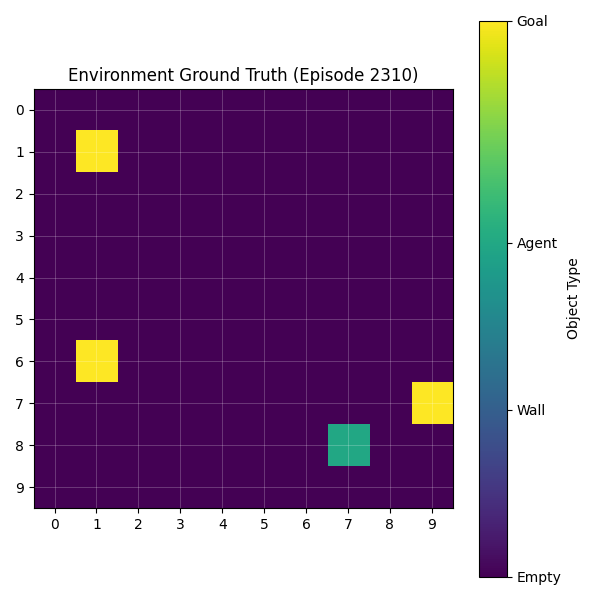 Environment Ground Truth (Episode 2310)
Goal
Agent
Wall
Empty
Object Type
0
1
2
3
4
5
6
7
8
9
0 1 2 3 4 5 6 7 8 9